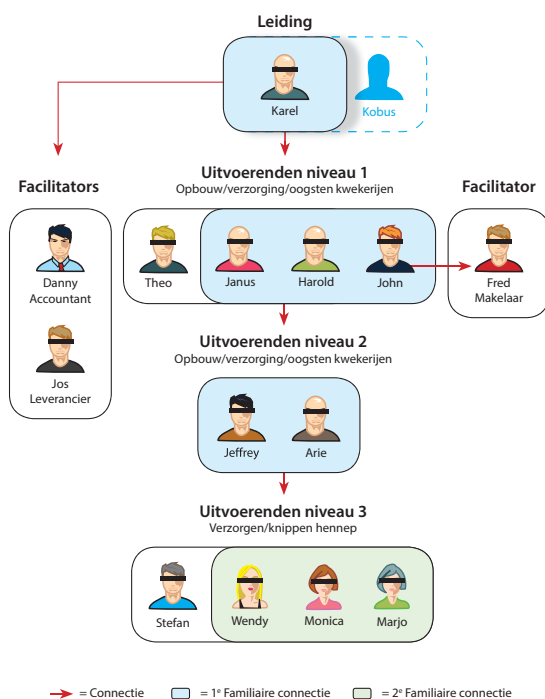 Leiding
Karel
Kobus
Uitvoerenden niveau 1
Opbouw/verzorging/oogsten kwekerijen
Facilitators
Facilitator
Danny
Accountant
Jos
Leverancier
Theo
Janus
Harold
John
Fred
Makelaar
Uitvoerenden niveau 2
Opbouw/verzorging/oogsten kwekerijen
Jeffrey
Arie
Uitvoerenden niveau 3
Verzorgen/knippen hennep
Stefan
Wendy
Monica
Marjo
= Connectie
= 1e Familiaire connectie
= 2e Familiaire connectie